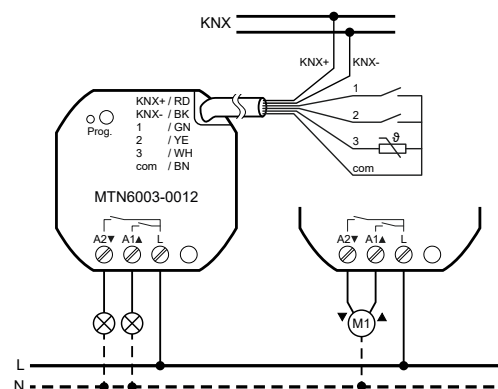 KNX
KNX+ KNX-
KNX+ / RD
KNX- / BK
1 / GN
2 / YE
3 / WH
com / BN
Prog.
1
2
3 ϑ
com
MTN6003-0012
A2▼ A1▲ L
A2▼ A1▲ L
▼ M1 ▲
L
N